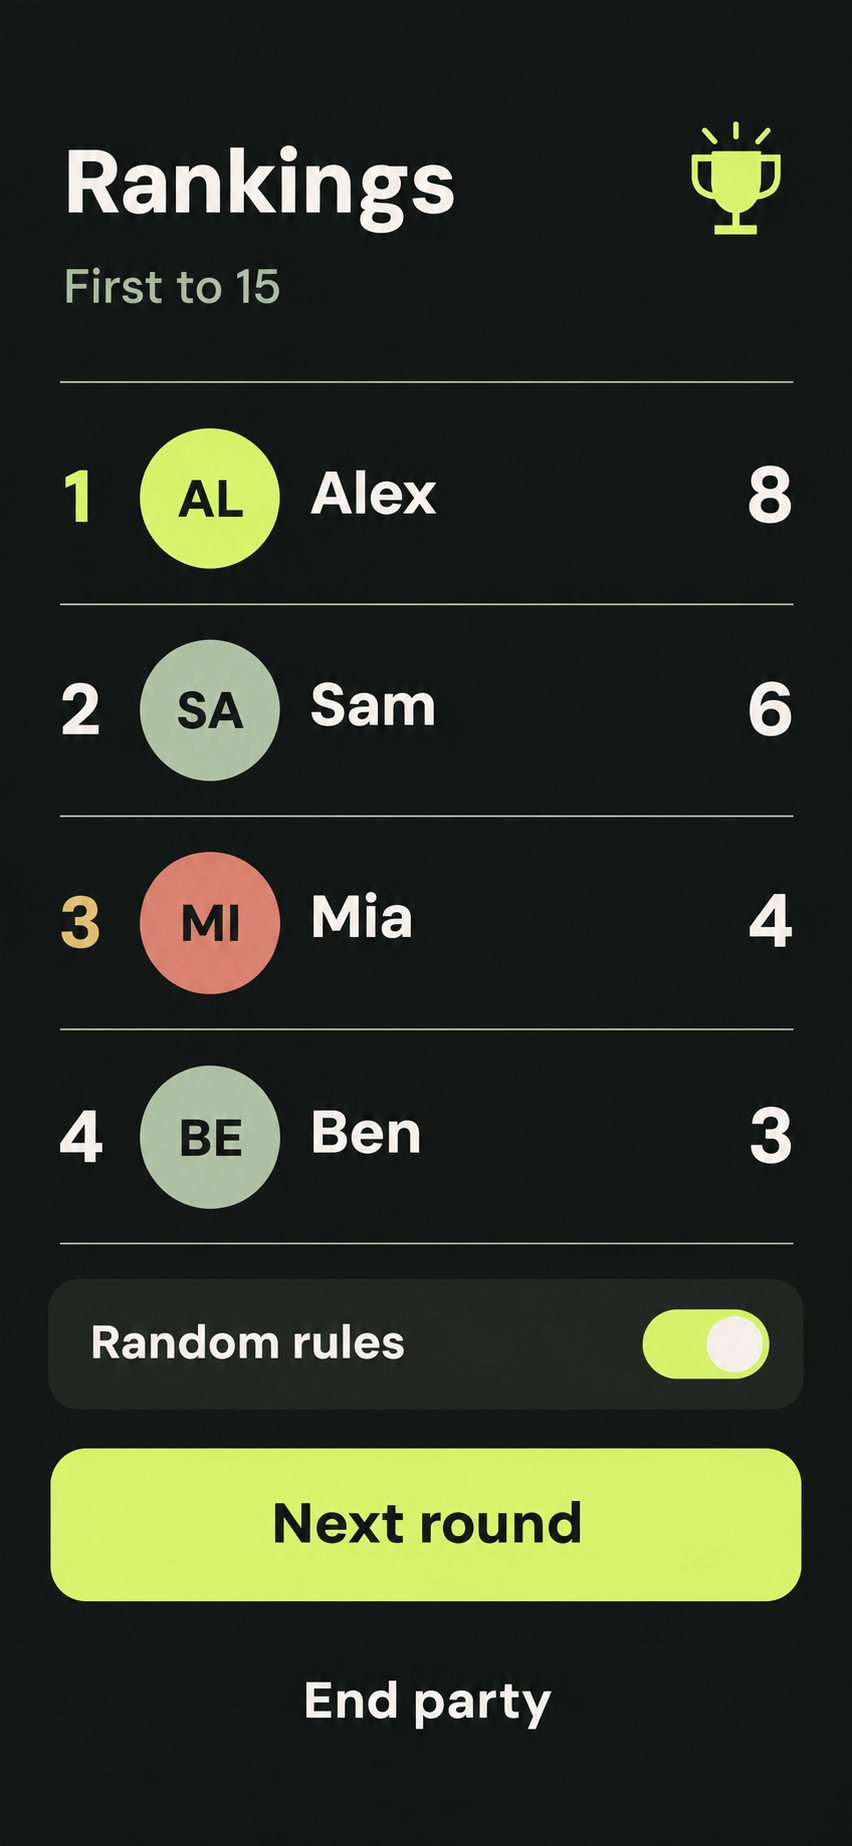 Rankings
First to 15
1 AL Alex 8
2 SA Sam 6
3 MI Mia 4
4 BE Ben 3
Random rules
Next round
End party